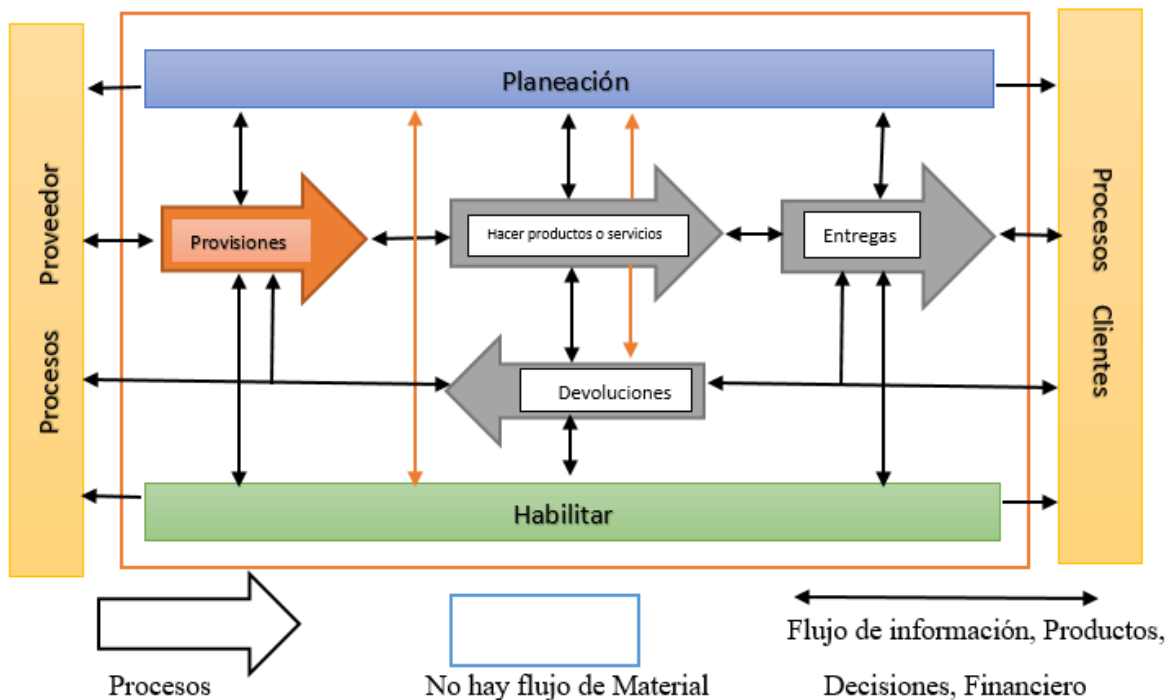 Planeación
Procesos Proveedor
Procesos Clientes
Provisiones
Hacer productos o servicios
Entregas
Devoluciones
Habilitar
Flujo de información, Productos,
Procesos
No hay flujo de Material
Decisiones, Financiero